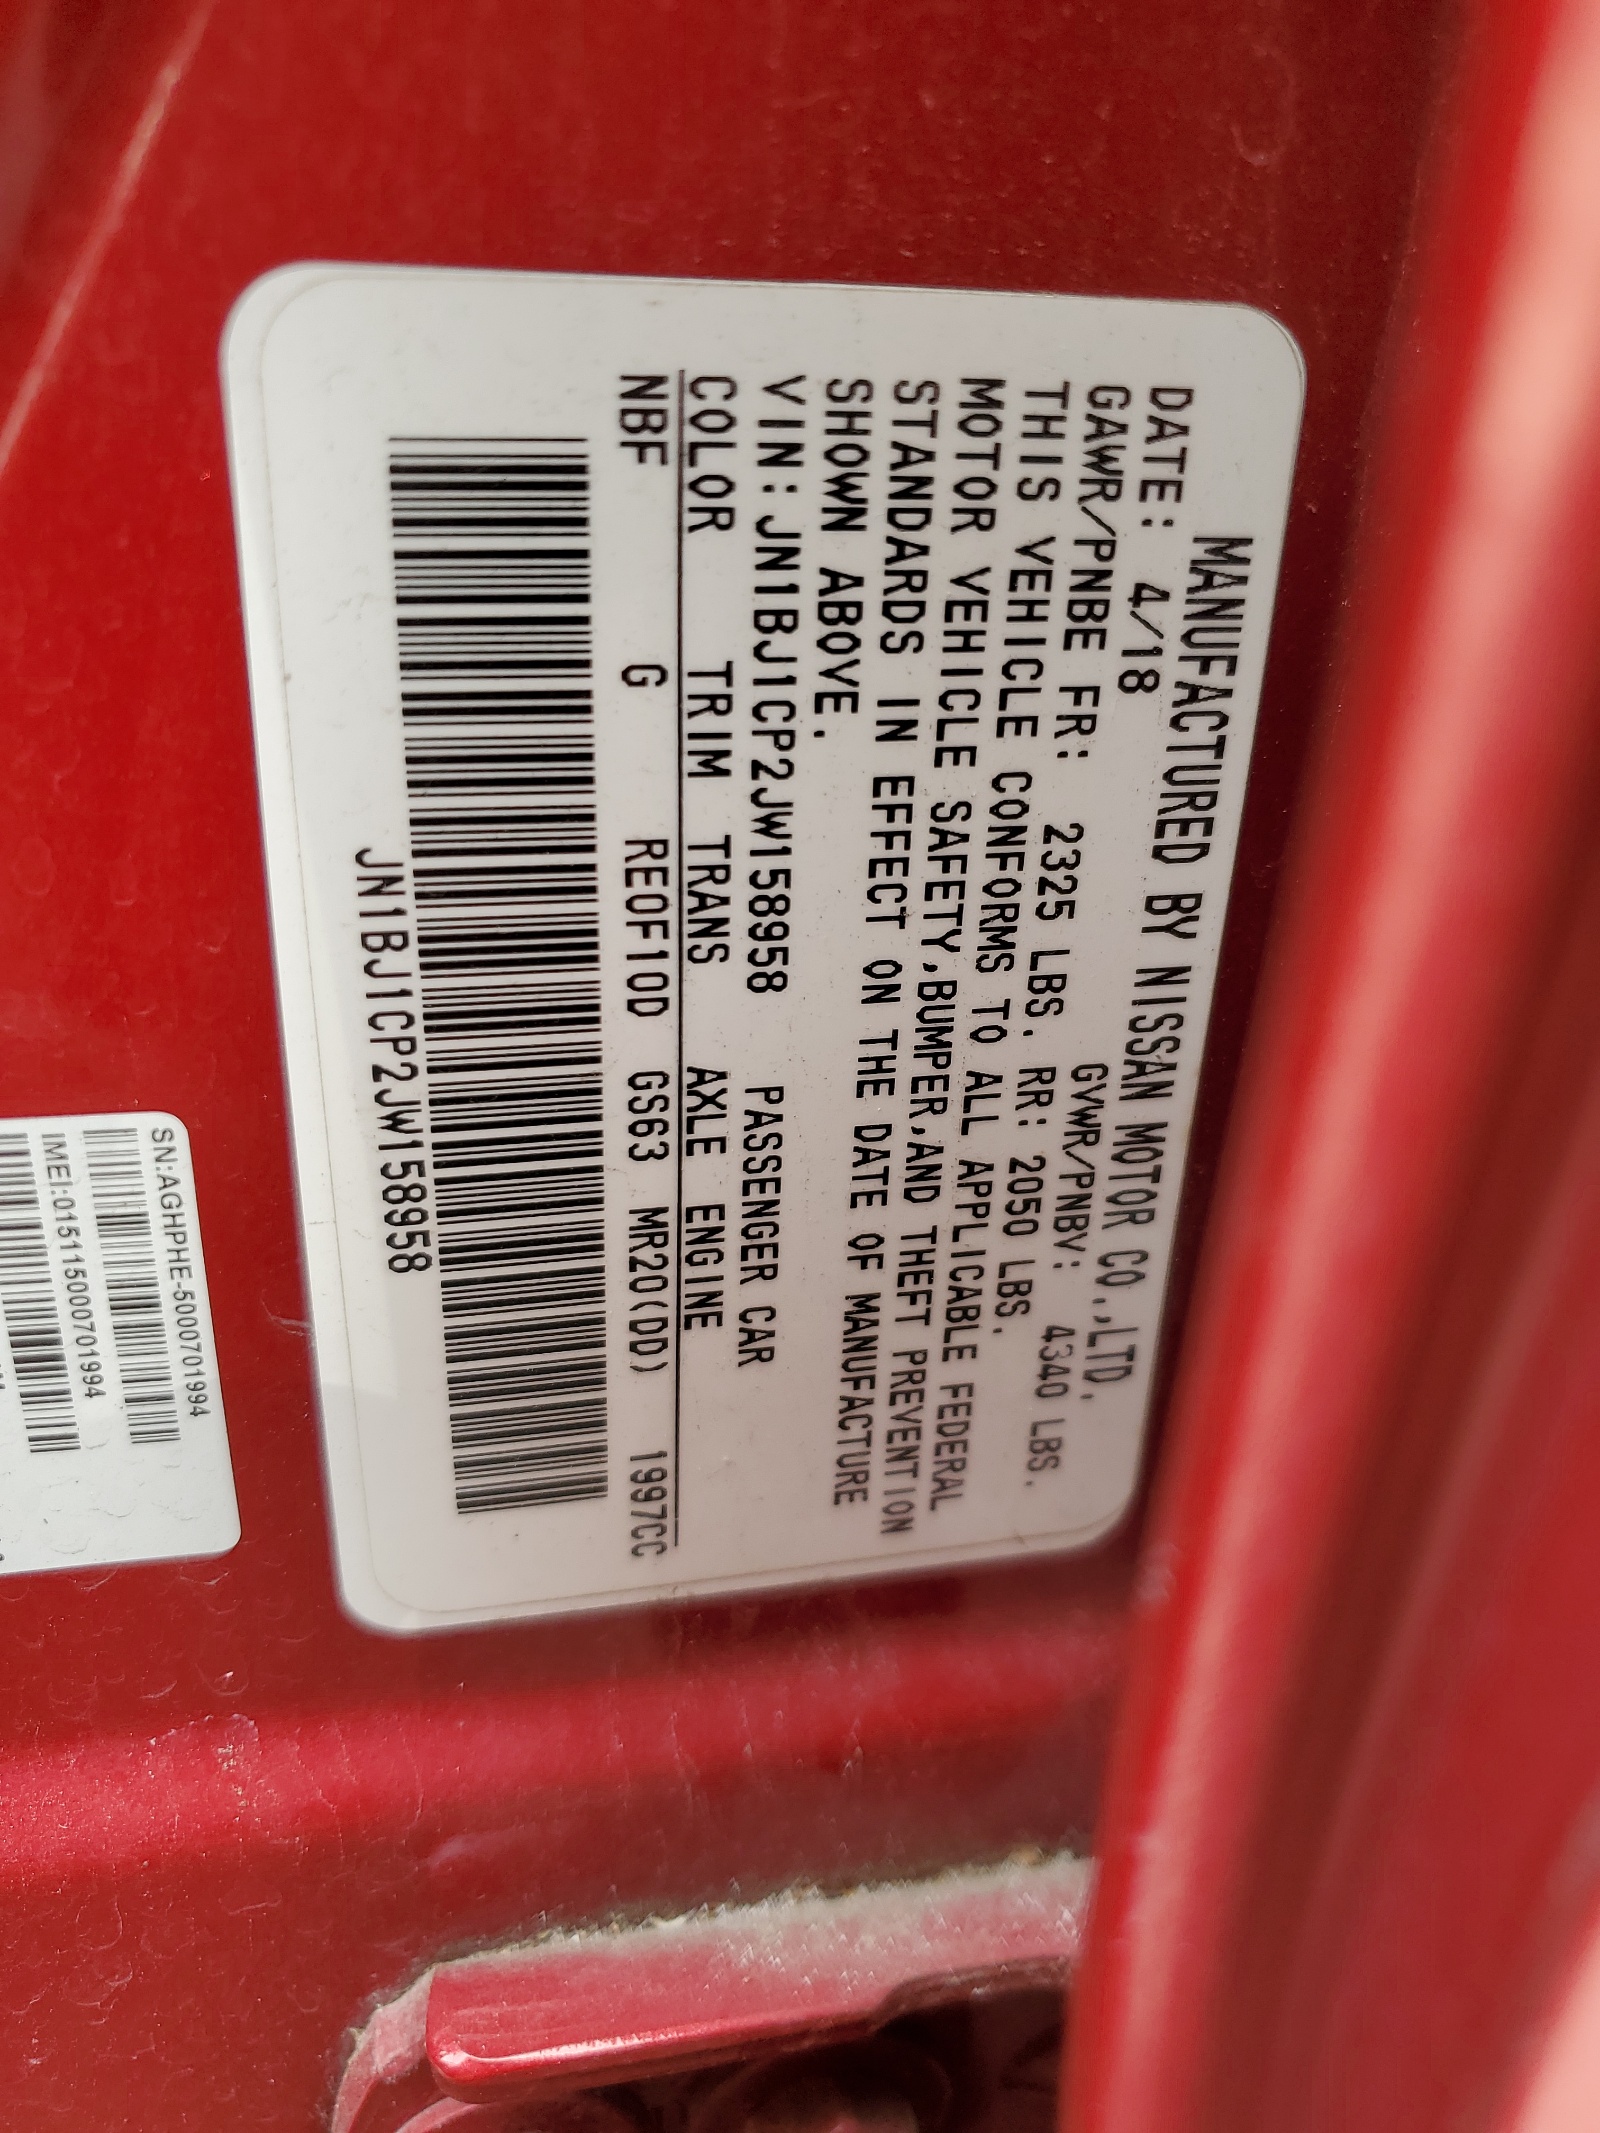 MANUFACTURED BY NISSAN MOTOR CO.,LTD.
DATE: 4/18 GVWR/PNBV: 4340 LBS.
GAWR/PNBE FR: 2325 LBS. RR: 2050 LBS.
THIS VEHICLE CONFORMS TO ALL APPLICABLE FEDERAL
MOTOR VEHICLE SAFETY,BUMPER,AND THEFT PREVENTION
STANDARDS IN EFFECT ON THE DATE OF MANUFACTURE
SHOWN ABOVE.
VIN:JN1BJ1CP2JW158958 PASSENGER CAR
COLOR TRIM TRANS AXLE ENGINE
NBF G RE0F10D GS63 MR20(DD) 1997CC
JN1BJ1CP2JW158958
SN:AGHPHE-5000701994
IMEI:015115000701994